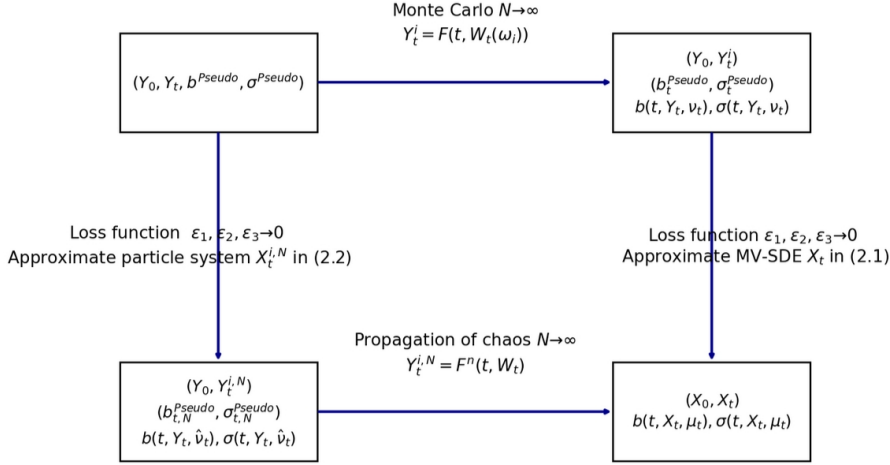 Monte Carlo N→∞
Y_t^i = F(t, W_t(ω_i))
(Y_0, Y_t, b^{Pseudo}, σ^{Pseudo})
(Y_0, Y_t^i)
(b_t^{Pseudo}, σ_t^{Pseudo})
b(t, Y_t, ν_t), σ(t, Y_t, ν_t)
Loss function ε_1, ε_2, ε_3→0
Approximate particle system X_t^{i,N} in (2.2)
Loss function ε_1, ε_2, ε_3→0
Approximate MV-SDE X_t in (2.1)
Propagation of chaos N→∞
Y_t^{i,N} = F^n(t, W_t)
(Y_0, Y_t^{i,N})
(b_{t,N}^{Pseudo}, σ_{t,N}^{Pseudo})
b(t, Y_t, ν̂_t), σ(t, Y_t, ν̂_t)
(X_0, X_t)
b(t, X_t, μ_t), σ(t, X_t, μ_t)